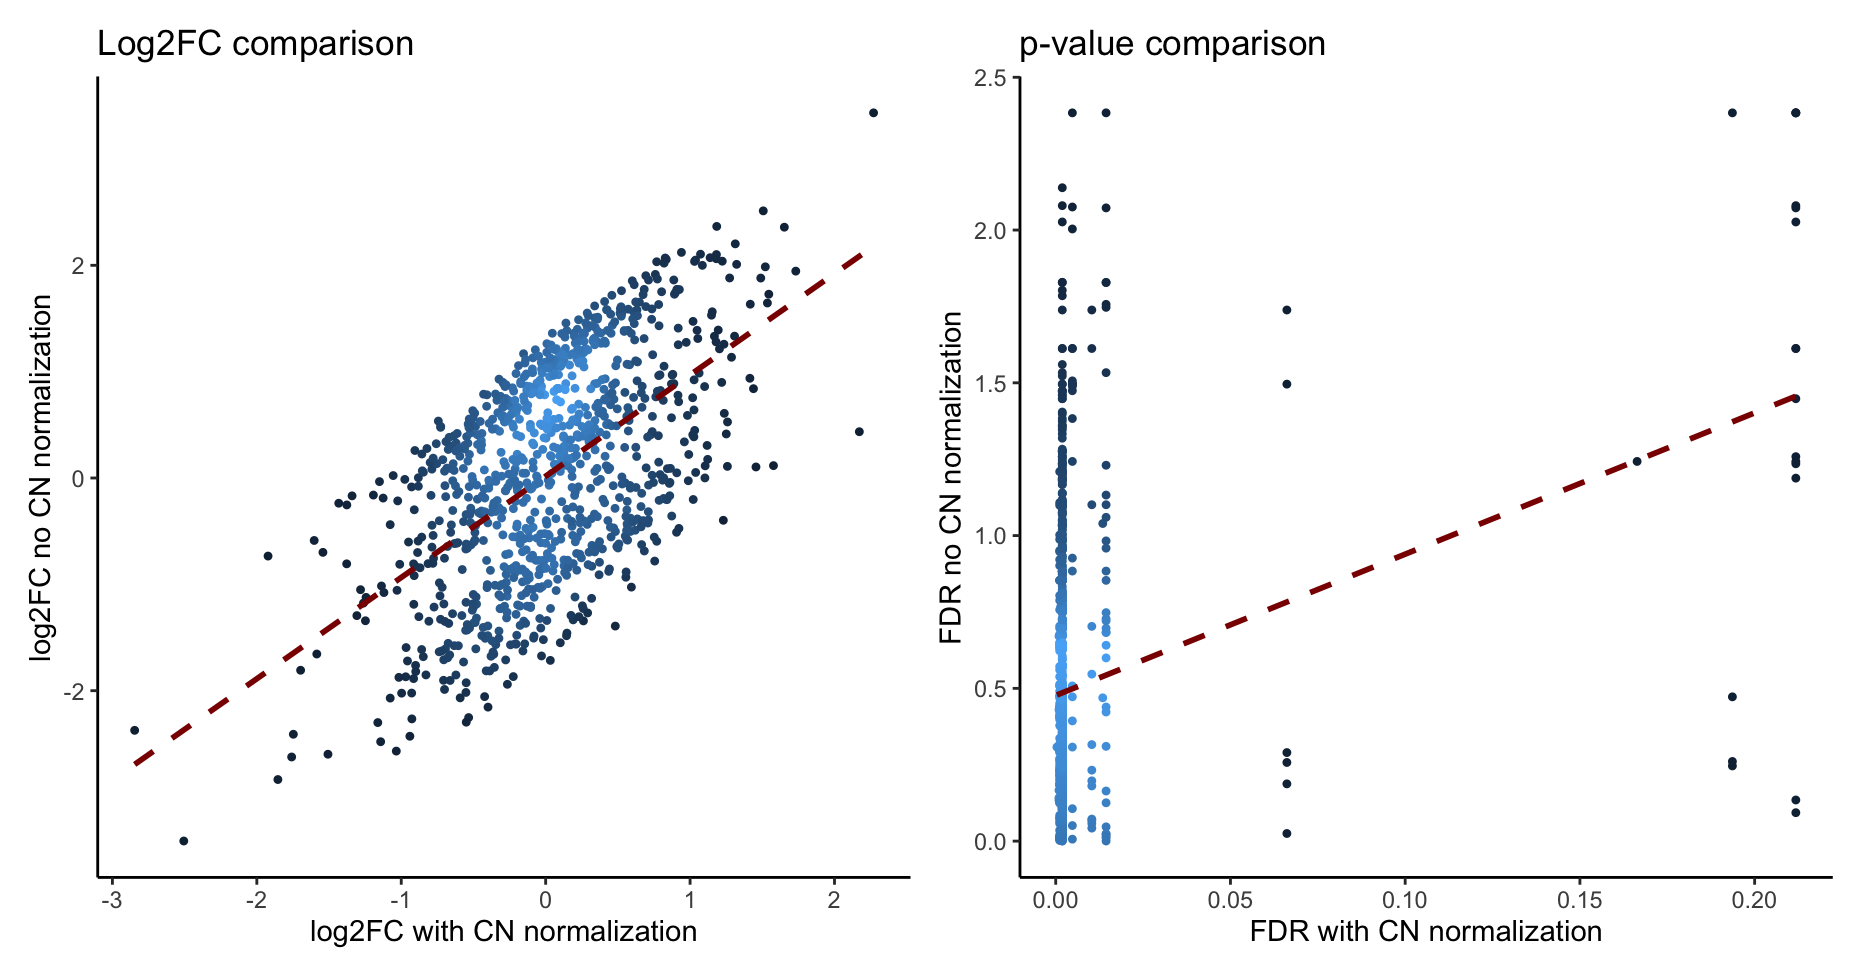 Log2FC comparison
log2FC no CN normalization
2
0
-2
-3 -2 -1 0 1 2
log2FC with CN normalization
p-value comparison
FDR no CN normalization
2.5
2.0
1.5
1.0
0.5
0.0
0.00 0.05 0.10 0.15 0.20
FDR with CN normalization